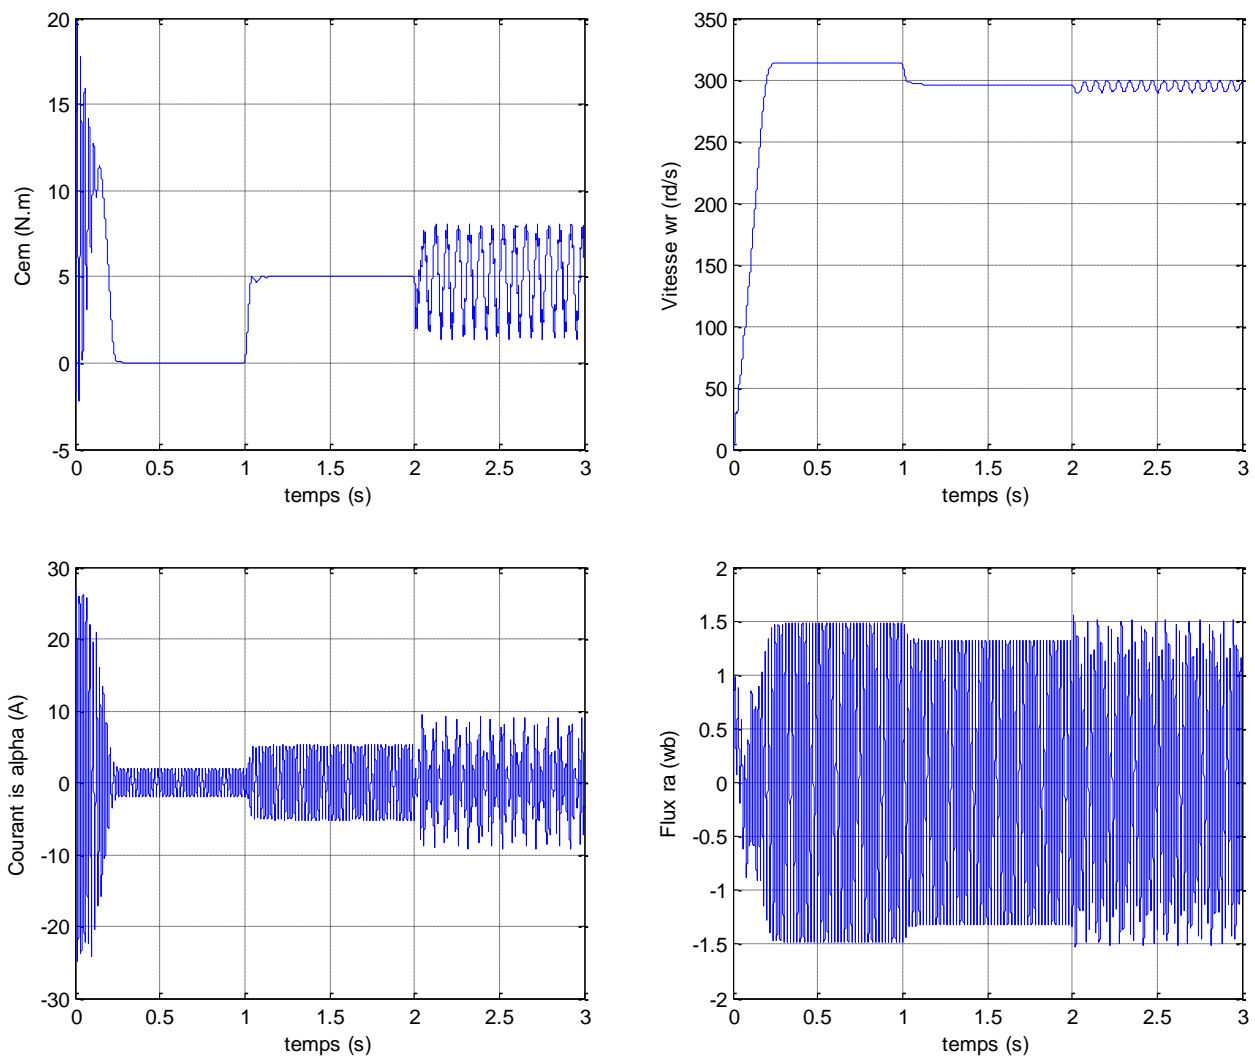 20
15
10
5
0
-5
Cem (N.m)
0 0.5 1 1.5 2 2.5 3
temps (s)
350
300
250
200
150
100
50
0
Vitesse wr (rd/s)
0 0.5 1 1.5 2 2.5 3
temps (s)
30
20
10
0
-10
-20
-30
Courant is alpha (A)
0 0.5 1 1.5 2 2.5 3
temps (s)
2
1.5
1
0.5
0
-0.5
-1
-1.5
-2
Flux ra (wb)
0 0.5 1 1.5 2 2.5 3
temps (s)